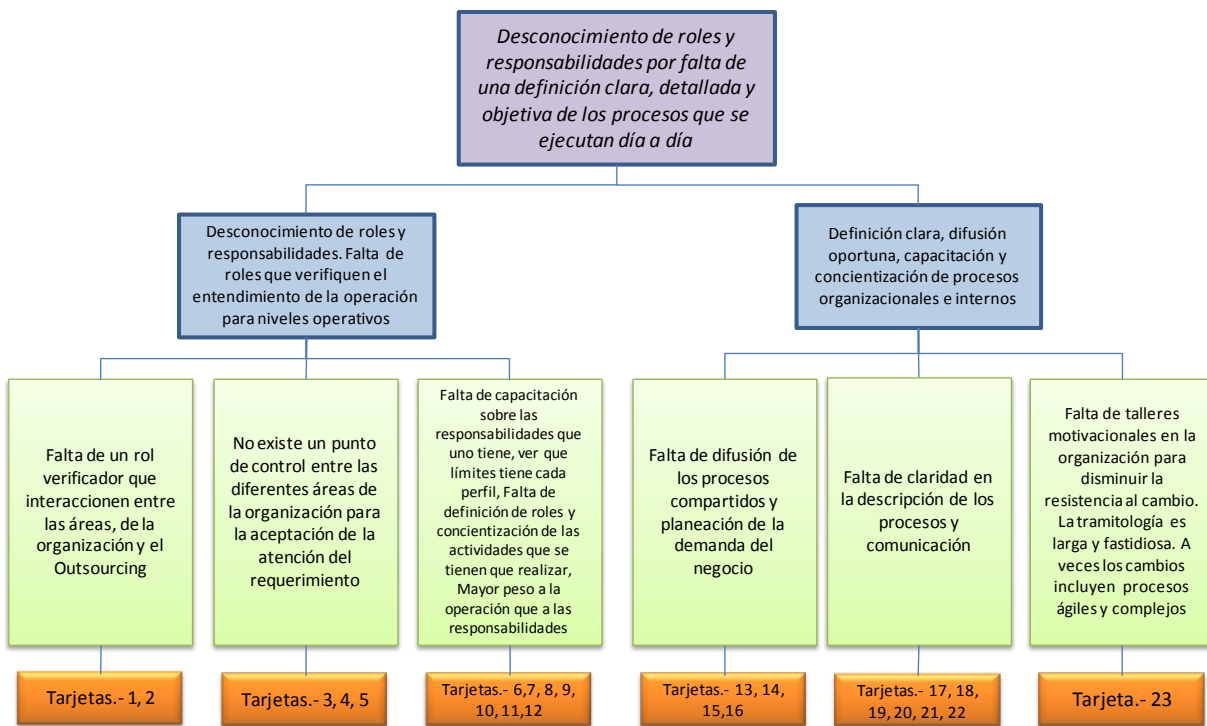 Desconocimiento de roles y
responsabilidades por falta de
una definición clara, detallada y
objetiva de los procesos que se
ejecutan día a día
Desconocimiento de roles y
responsabilidades. Falta de
roles que verifiquen el
entendimiento de la operación
para niveles operativos
Definición clara, difusión
oportuna, capacitación y
concientización de procesos
organizacionales e internos
Falta de un rol
verificador que
interaccionen entre
las áreas, de la
organización y el
Outsourcing
No existe un punto
de control entre las
diferentes áreas de
la organización para
la aceptación de la
atención del
requerimiento
Falta de capacitación
sobre las
responsabilidades que
uno tiene, ver que
límites tiene cada
perfil, Falta de
definición de roles y
concientización de las
actividades que se
tienen que realizar,
Mayor peso a la
operación que a las
responsabilidades
Falta de difusión de
los procesos
compartidos y
planeación de la
demanda del
negocio
Falta de claridad en
la descripción de los
procesos y
comunicación
Falta de talleres
motivacionales en la
organización para
disminuir la
resistencia al cambio.
La tramitología es
larga y fastidiosa. A
veces los cambios
incluyen procesos
ágiles y complejos
Tarjetas.- 1, 2
Tarjetas.- 3, 4, 5
Tarjetas.- 6,7, 8, 9,
10, 11,12
Tarjetas.- 13, 14,
15,16
Tarjetas.- 17, 18,
19, 20, 21, 22
Tarjeta.- 23